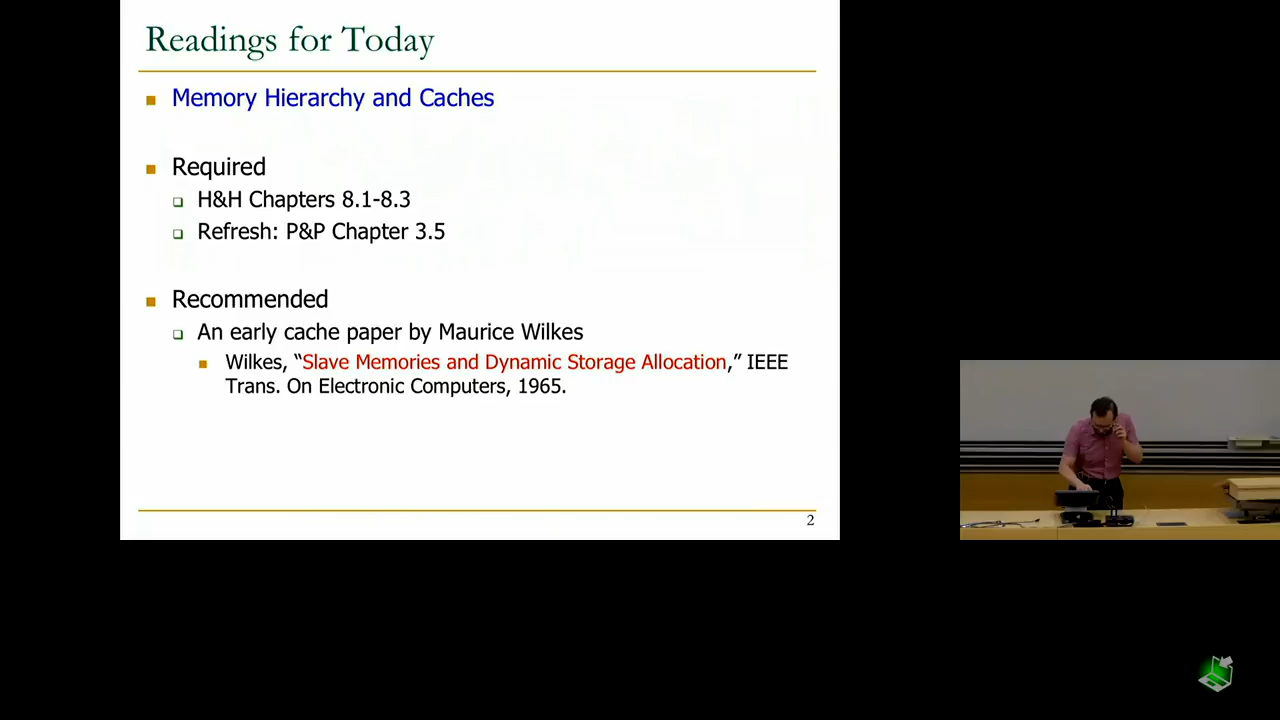 Readings for Today
Memory Hierarchy and Caches
Required
H&H Chapters 8.1-8.3
Refresh: P&P Chapter 3.5
Recommended
An early cache paper by Maurice Wilkes
Wilkes, “Slave Memories and Dynamic Storage Allocation,” IEEE
Trans. On Electronic Computers, 1965.
2